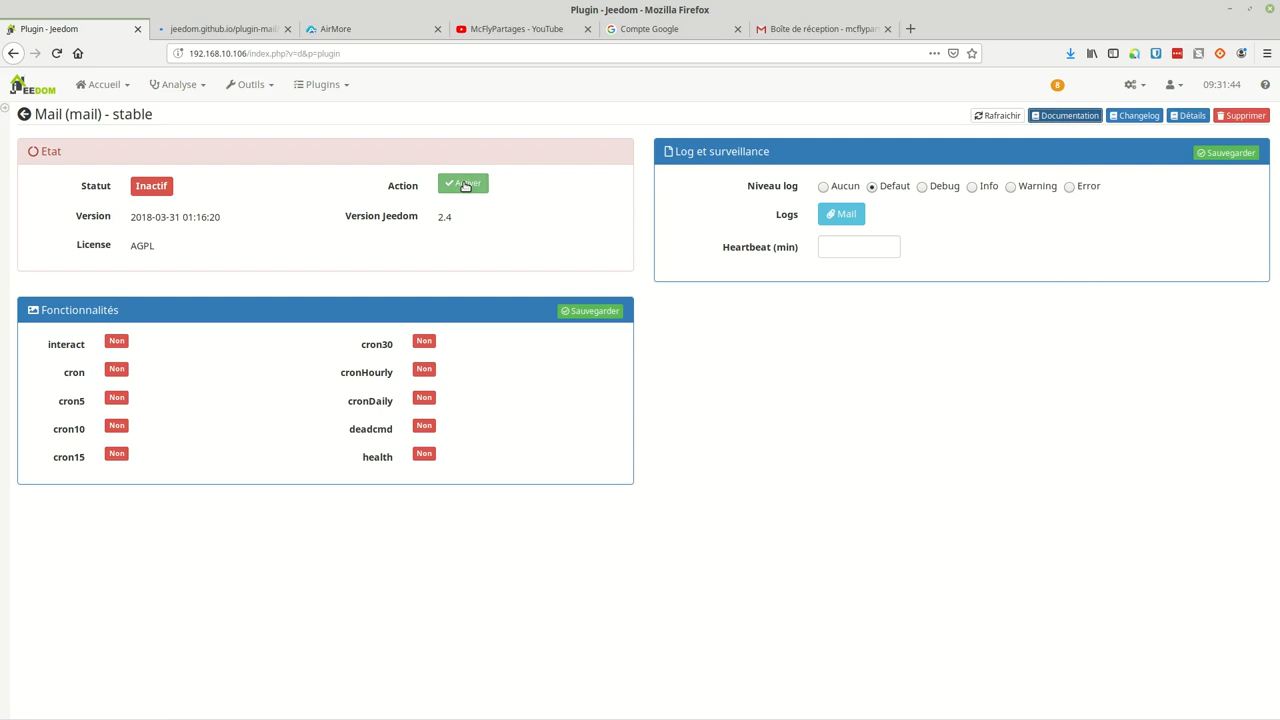 Plugin - Jeedom - Mozilla Firefox
Plugin - Jeedom
jeedom.github.io/plugin-mail
AirMore
McFlyPartages - YouTube
Compte Google
Boîte de réception - mcflypar
192.168.10.106/index.php?v=d&p=plugin
JEEDOM
Accueil
Analyse
Outils
Plugins
8
09:31:44
Mail (mail) - stable
Rafraichir
Documentation
Changelog
Détails
Supprimer
Etat
Statut Inactif Action Activer
Version 2018-03-31 01:16:20 Version Jeedom 2.4
License AGPL
Log et surveillance Sauvegarder
Niveau log Aucun Defaut Debug Info Warning Error
Logs Mail
Heartbeat (min)
Fonctionnalités Sauvegarder
interact Non cron30 Non
cron Non cronHourly Non
cron5 Non cronDaily Non
cron10 Non deadcmd Non
cron15 Non health Non